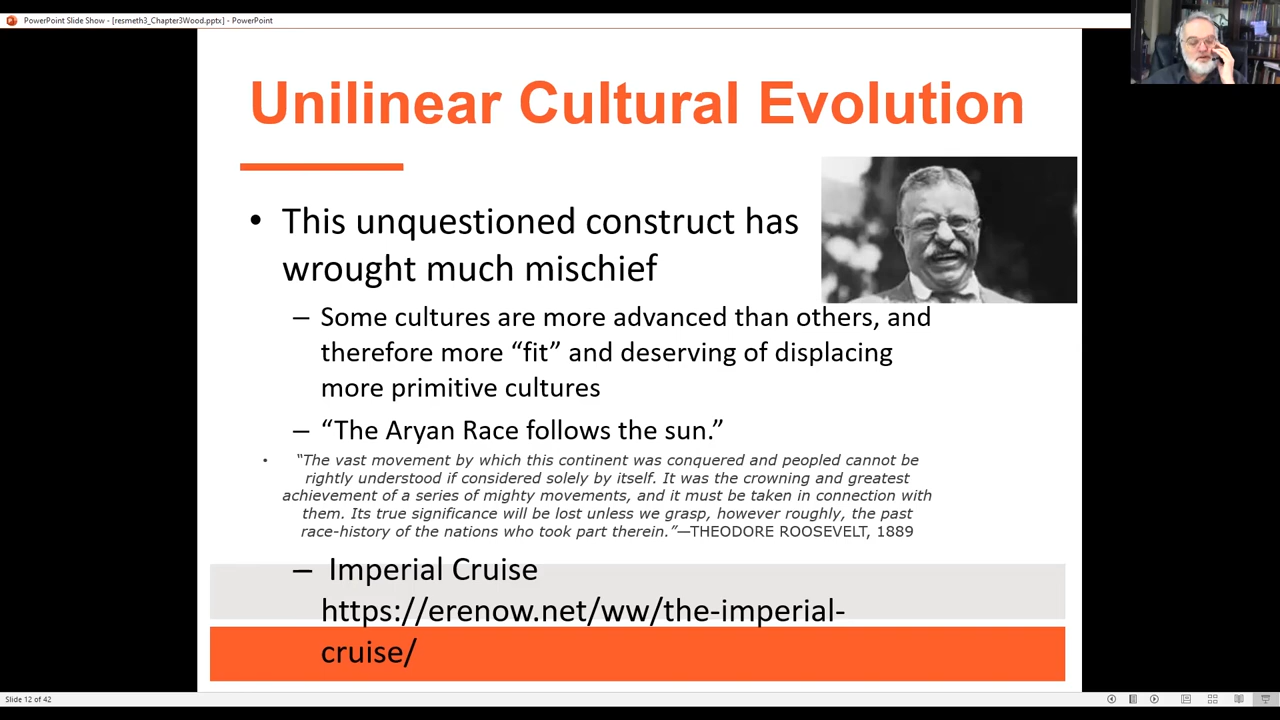 PowerPoint Slide Show - [resmeth3_Chapter3Wood.pptx] - PowerPoint
Unilinear Cultural Evolution
• This unquestioned construct has
wrought much mischief
– Some cultures are more advanced than others, and
therefore more “fit” and deserving of displacing
more primitive cultures
– “The Aryan Race follows the sun.”
• “The vast movement by which this continent was conquered and peopled cannot be
rightly understood if considered solely by itself. It was the crowning and greatest
achievement of a series of mighty movements, and it must be taken in connection with
them. Its true significance will be lost unless we grasp, however roughly, the past
race-history of the nations who took part therein.”—THEODORE ROOSEVELT, 1889
– Imperial Cruise
https://erenow.net/ww/the-imperial-
cruise/
Slide 12 of 42